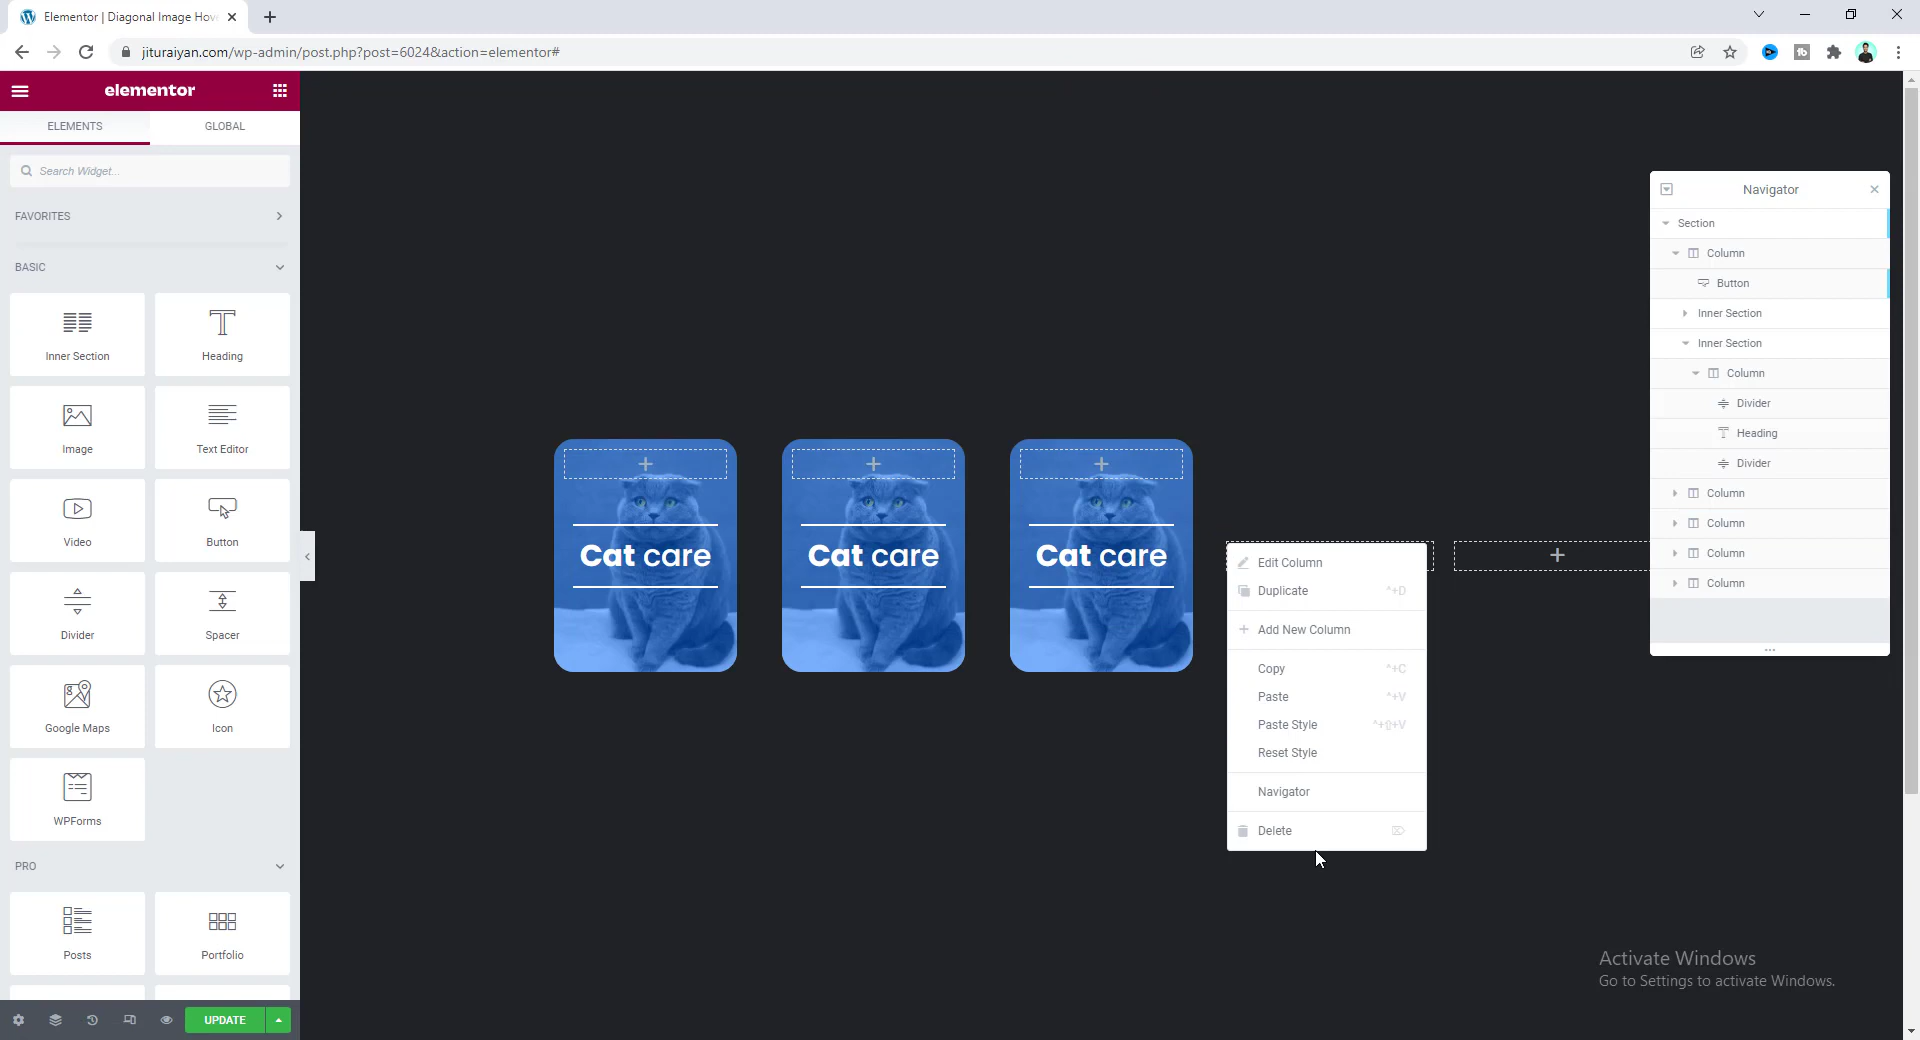 Elementor | Diagonal Image Hov
jituraiyan.com/wp-admin/post.php?post=6024&action=elementor#
elementor
ELEMENTS
GLOBAL
Search Widget...
FAVORITES
BASIC
Inner Section
Heading
Image
Text Editor
Video
Button
Divider
Spacer
Google Maps
Icon
WPForms
PRO
Posts
Portfolio
UPDATE
Cat care
Cat care
Cat care
Edit Column
Duplicate ^+D
Add New Column
Copy ^+C
Paste ^+V
Paste Style ^+⇧+V
Reset Style
Navigator
Delete ⌦
Navigator
Section
Column
Button
Inner Section
Inner Section
Column
Divider
Heading
Divider
Column
Column
Column
Column
Activate Windows
Go to Settings to activate Windows.